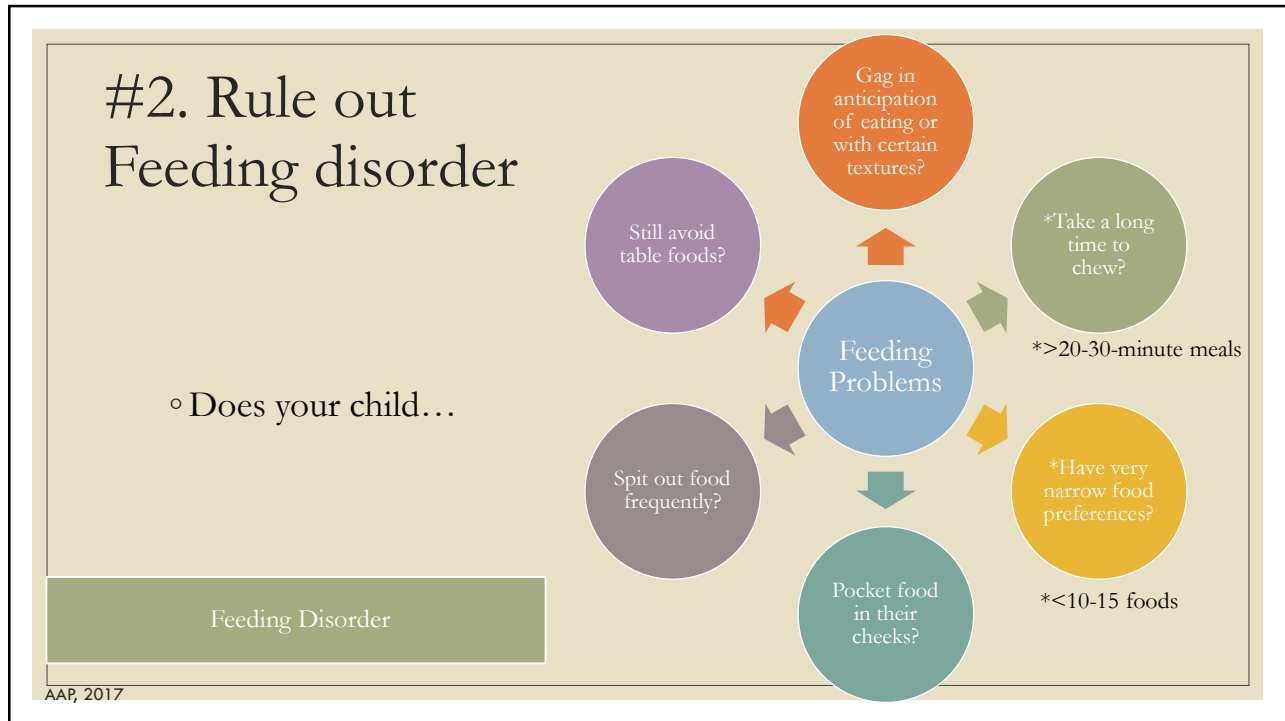 #2. Rule out
Feeding disorder
◦ Does your child…
Gag in
anticipation
of eating or
with certain
textures?
*Take a long
time to
chew?
*>20-30-minute meals
*Have very
narrow food
preferences?
*<10-15 foods
Pocket food
in their
cheeks?
Spit out food
frequently?
Still avoid
table foods?
Feeding
Problems
Feeding Disorder
AAP, 2017